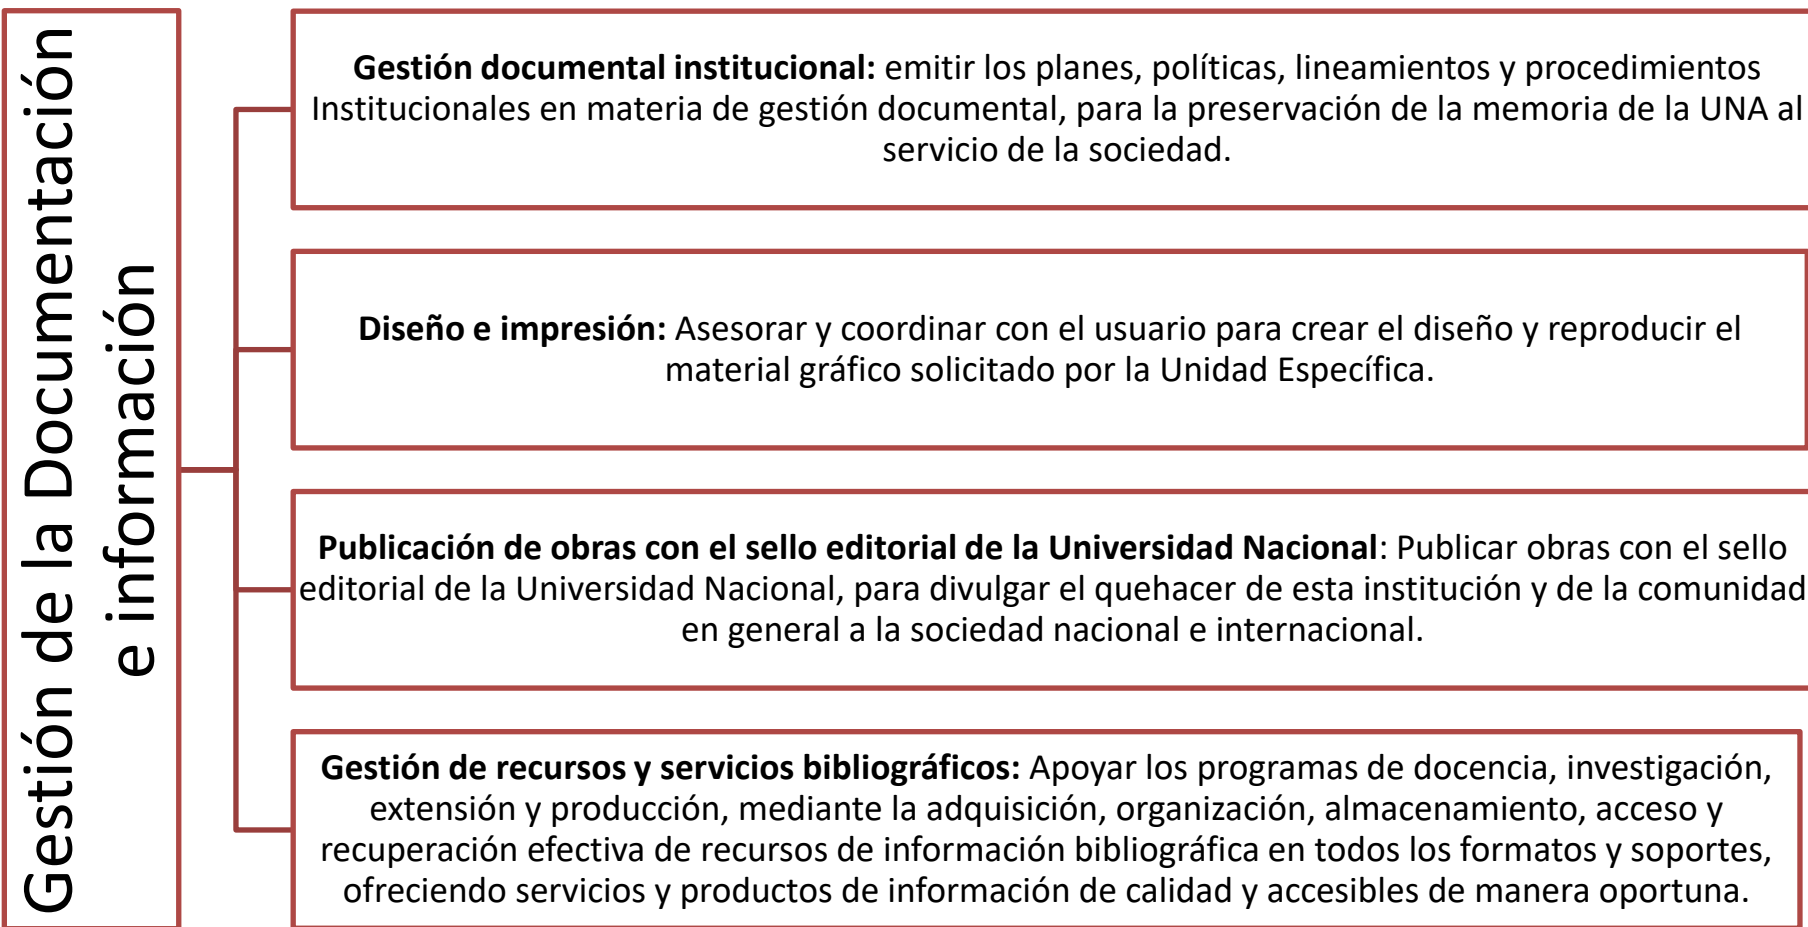 Gestión de la Documentación
e información
Gestión documental institucional: emitir los planes, políticas, lineamientos y procedimientos
Institucionales en materia de gestión documental, para la preservación de la memoria de la UNA al
servicio de la sociedad.
Diseño e impresión: Asesorar y coordinar con el usuario para crear el diseño y reproducir el
material gráfico solicitado por la Unidad Específica.
Publicación de obras con el sello editorial de la Universidad Nacional: Publicar obras con el sello
editorial de la Universidad Nacional, para divulgar el quehacer de esta institución y de la comunidad
en general a la sociedad nacional e internacional.
Gestión de recursos y servicios bibliográficos: Apoyar los programas de docencia, investigación,
extensión y producción, mediante la adquisición, organización, almacenamiento, acceso y
recuperación efectiva de recursos de información bibliográfica en todos los formatos y soportes,
ofreciendo servicios y productos de información de calidad y accesibles de manera oportuna.